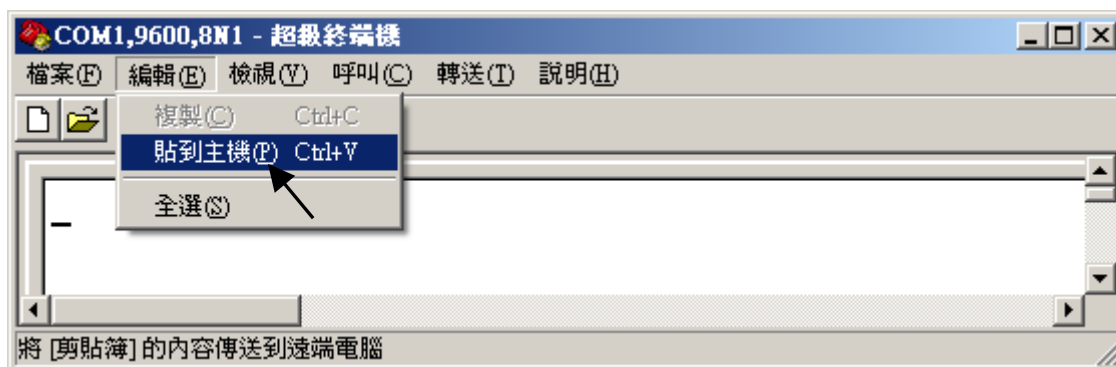 COM1,9600,8N1 - 超級終端機
檔案(F) 編輯(E) 檢視(V) 呼叫(C) 轉送(T) 說明(H)
複製(C) Ctrl+C
貼到主機(P) Ctrl+V
全選(S)
將 [剪貼簿] 的內容傳送到遠端電腦